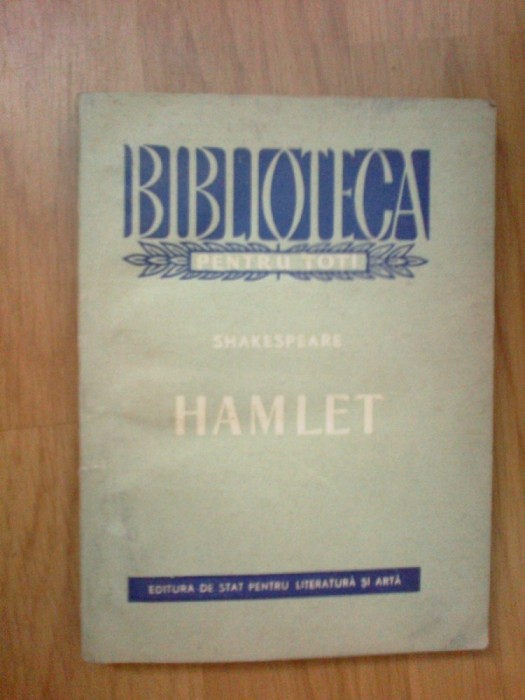 BIBLIOTECA
PENTRU TOȚI
SHAKESPEARE
HAMLET
EDITURA DE STAT PENTRU LITERATURĂ ȘI ARTĂ